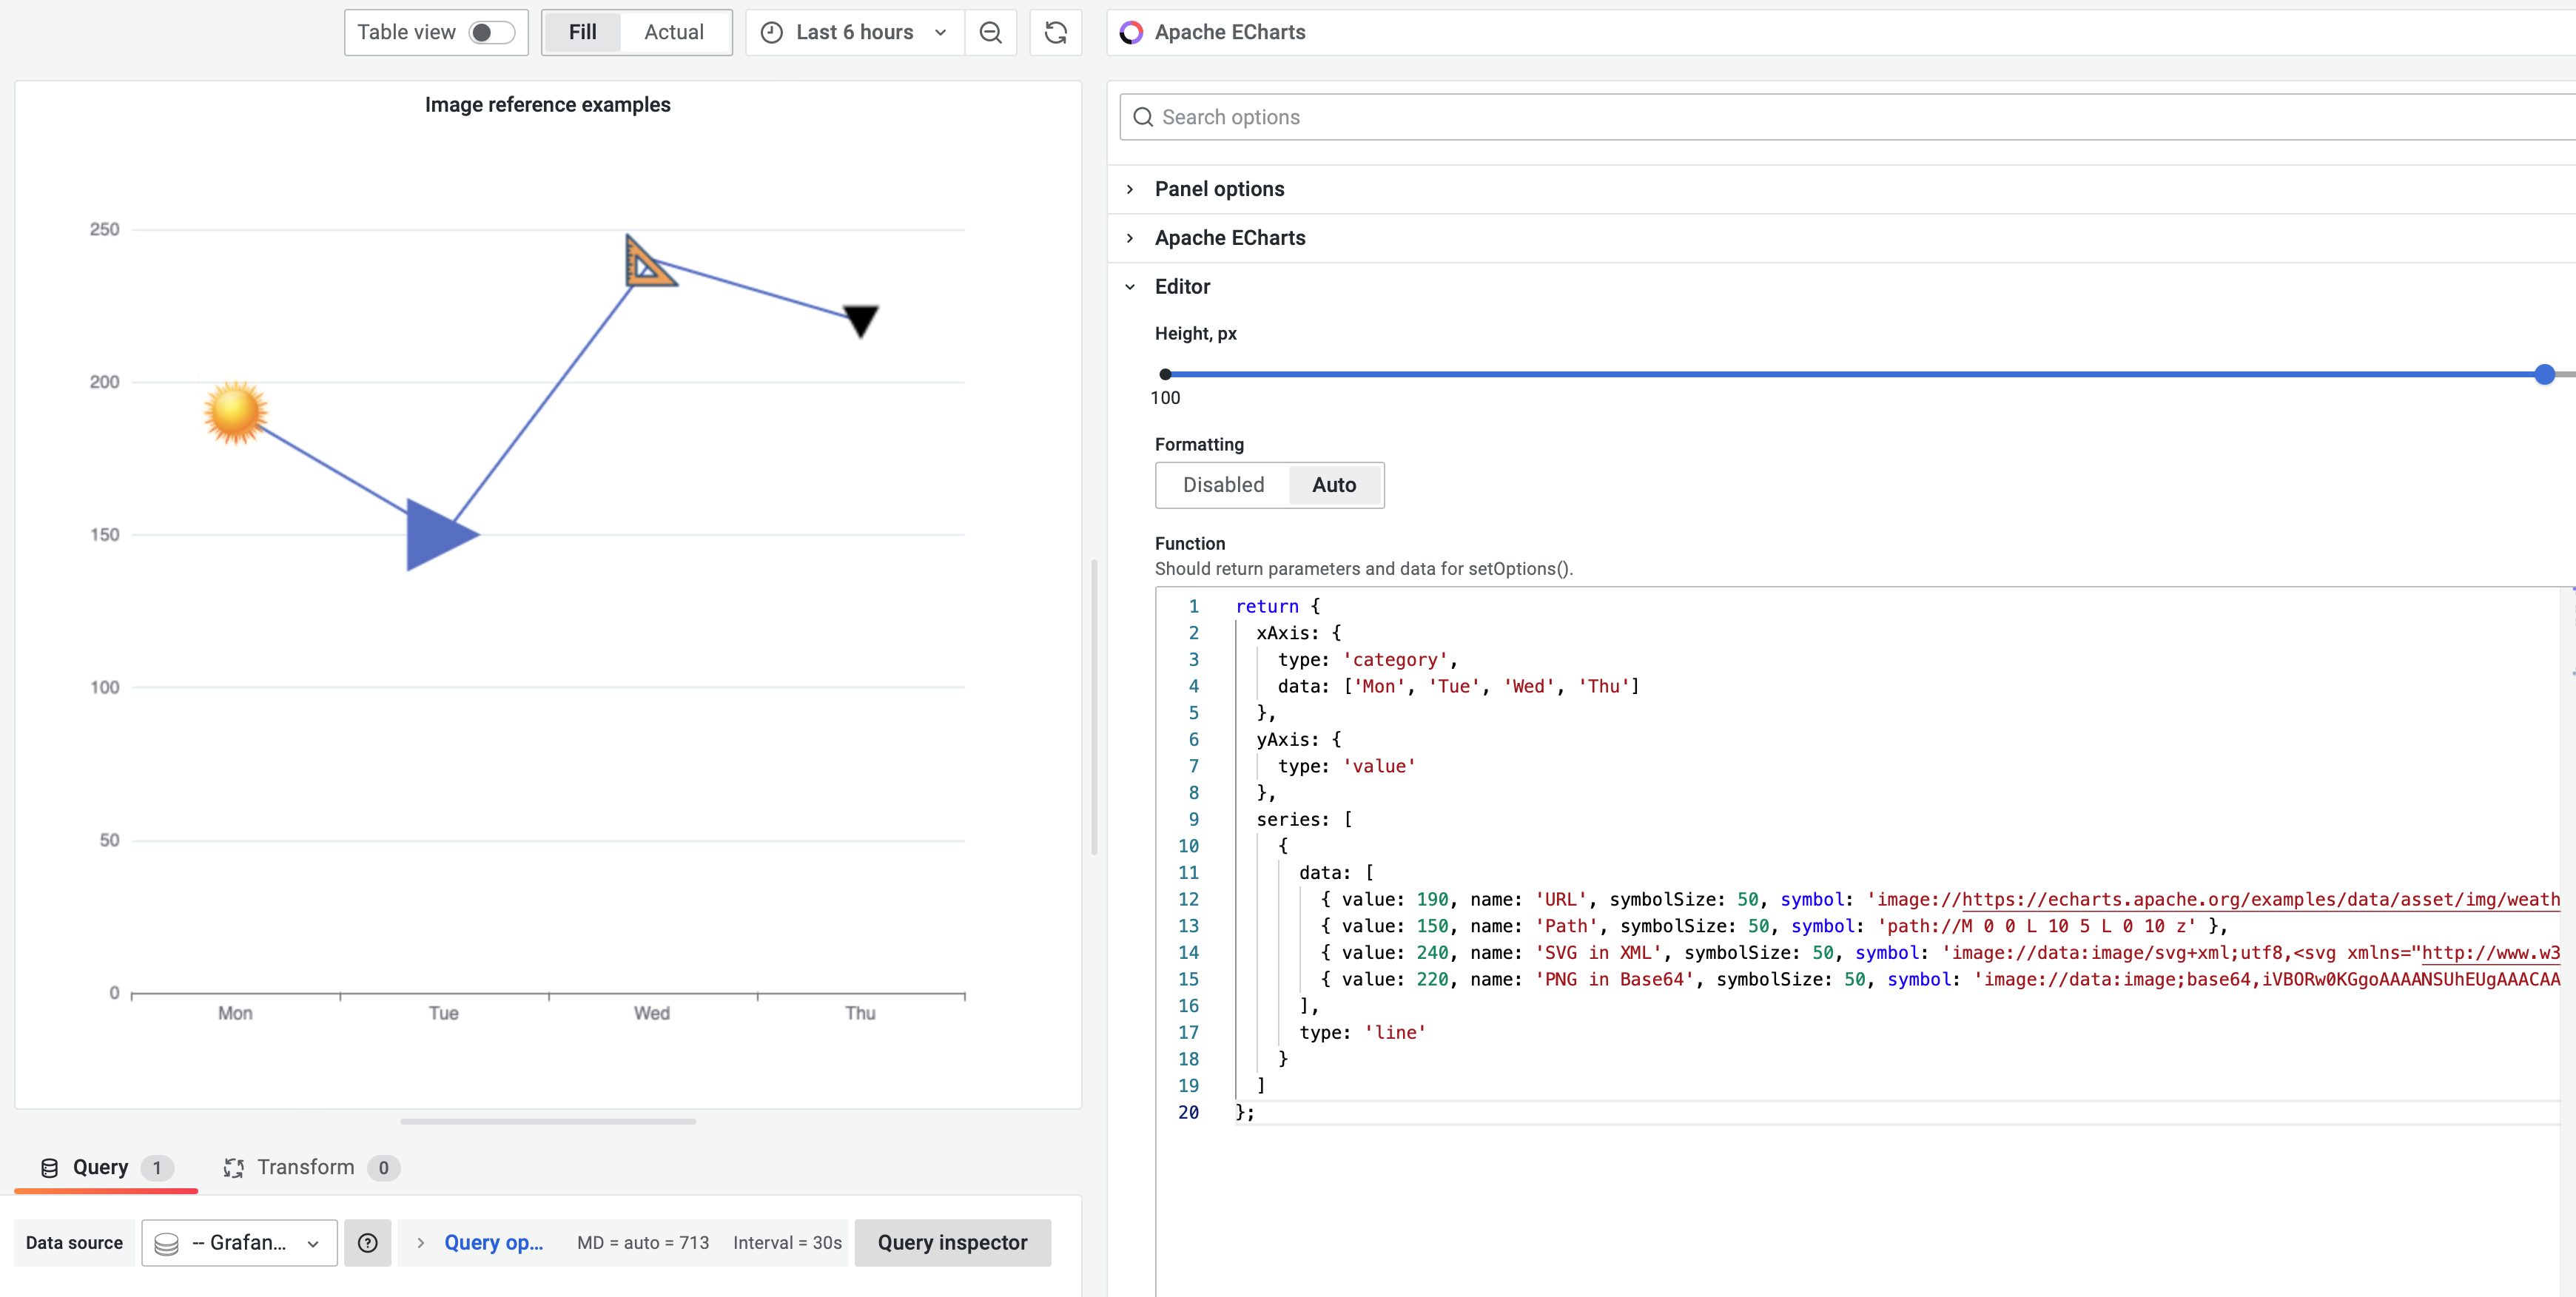 Table view
Fill
Actual
Last 6 hours
Apache ECharts
Image reference examples
250
200
150
100
50
0
Mon
Tue
Wed
Thu
Search options
Panel options
Apache ECharts
Editor
Height, px
100
Formatting
Disabled
Auto
Function
Should return parameters and data for setOptions().
1 return {
2 xAxis: {
3 type: 'category',
4 data: ['Mon', 'Tue', 'Wed', 'Thu']
5 },
6 yAxis: {
7 type: 'value'
8 },
9 series: [
10 {
11 data: [
12 { value: 190, name: 'URL', symbolSize: 50, symbol: 'image://https://echarts.apache.org/examples/data/asset/img/weath
13 { value: 150, name: 'Path', symbolSize: 50, symbol: 'path://M 0 0 L 10 5 L 0 10 z' },
14 { value: 240, name: 'SVG in XML', symbolSize: 50, symbol: 'image://data:image/svg+xml;utf8,<svg xmlns="http://www.w3
15 { value: 220, name: 'PNG in Base64', symbolSize: 50, symbol: 'image://data:image;base64,iVBORw0KGgoAAAANSUhEUgAAACAA
16 ],
17 type: 'line'
18 }
19 ]
20 };
Query 1
Transform 0
Data source
-- Grafan...
Query op...
MD = auto = 713
Interval = 30s
Query inspector